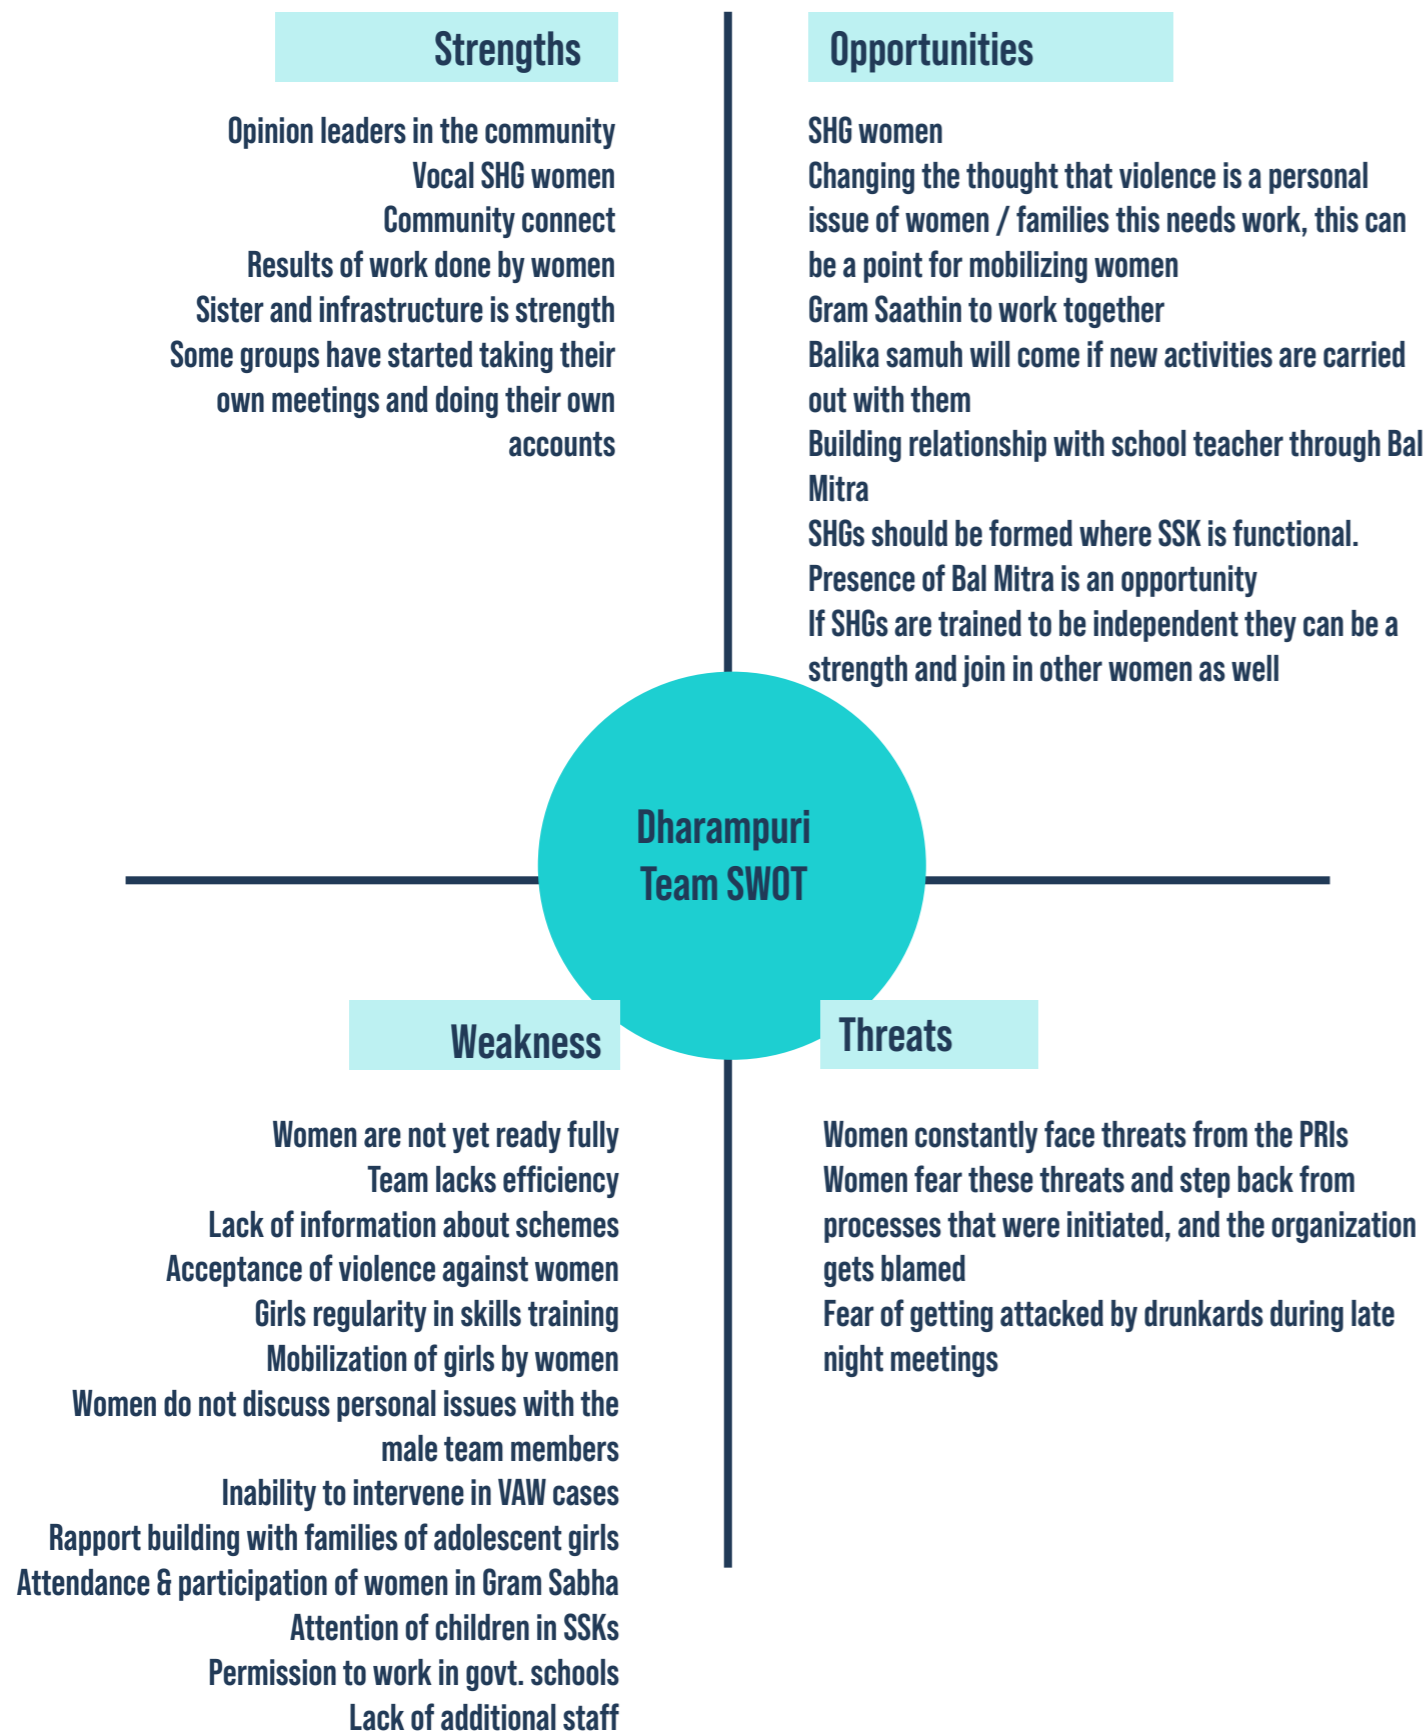 Strengths
Opinion leaders in the community
Vocal SHG women
Community connect
Results of work done by women
Sister and infrastructure is strength
Some groups have started taking their
own meetings and doing their own
accounts
Opportunities
SHG women
Changing the thought that violence is a personal
issue of women / families this needs work, this can
be a point for mobilizing women
Gram Saathin to work together
Balika samuh will come if new activities are carried
out with them
Building relationship with school teacher through Bal
Mitra
SHGs should be formed where SSK is functional.
Presence of Bal Mitra is an opportunity
If SHGs are trained to be independent they can be a
strength and join in other women as well
Dharampuri
Team SWOT
Weakness
Women are not yet ready fully
Team lacks efficiency
Lack of information about schemes
Acceptance of violence against women
Girls regularity in skills training
Mobilization of girls by women
Women do not discuss personal issues with the
male team members
Inability to intervene in VAW cases
Rapport building with families of adolescent girls
Attendance & participation of women in Gram Sabha
Attention of children in SSKs
Permission to work in govt. schools
Lack of additional staff
Threats
Women constantly face threats from the PRIs
Women fear these threats and step back from
processes that were initiated, and the organization
gets blamed
Fear of getting attacked by drunkards during late
night meetings